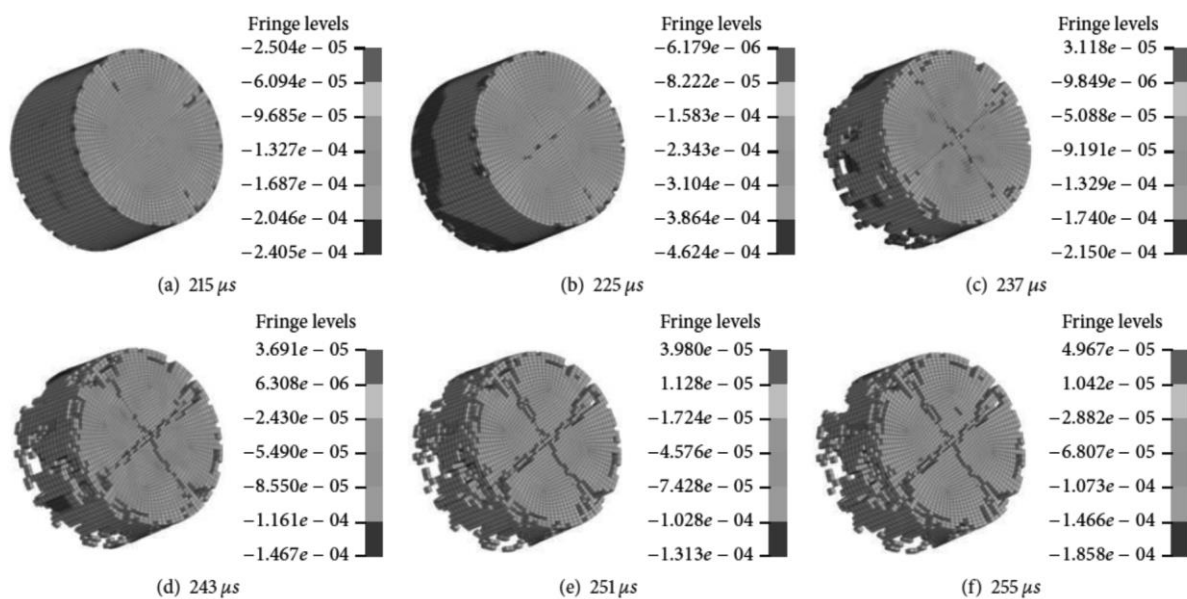 Fringe levels
−2.504e − 05
−6.094e − 05
−9.685e − 05
−1.327e − 04
−1.687e − 04
−2.046e − 04
−2.405e − 04
(a) 215 μs
Fringe levels
−6.179e − 06
−8.222e − 05
−1.583e − 04
−2.343e − 04
−3.104e − 04
−3.864e − 04
−4.624e − 04
(b) 225 μs
Fringe levels
3.118e − 05
−9.849e − 06
−5.088e − 05
−9.191e − 05
−1.329e − 04
−1.740e − 04
−2.150e − 04
(c) 237 μs
Fringe levels
3.691e − 05
6.308e − 06
−2.430e − 05
−5.490e − 05
−8.550e − 05
−1.161e − 04
−1.467e − 04
(d) 243 μs
Fringe levels
3.980e − 05
1.128e − 05
−1.724e − 05
−4.576e − 05
−7.428e − 05
−1.028e − 04
−1.313e − 04
(e) 251 μs
Fringe levels
4.967e − 05
1.042e − 05
−2.882e − 05
−6.807e − 05
−1.073e − 04
−1.466e − 04
−1.858e − 04
(f) 255 μs